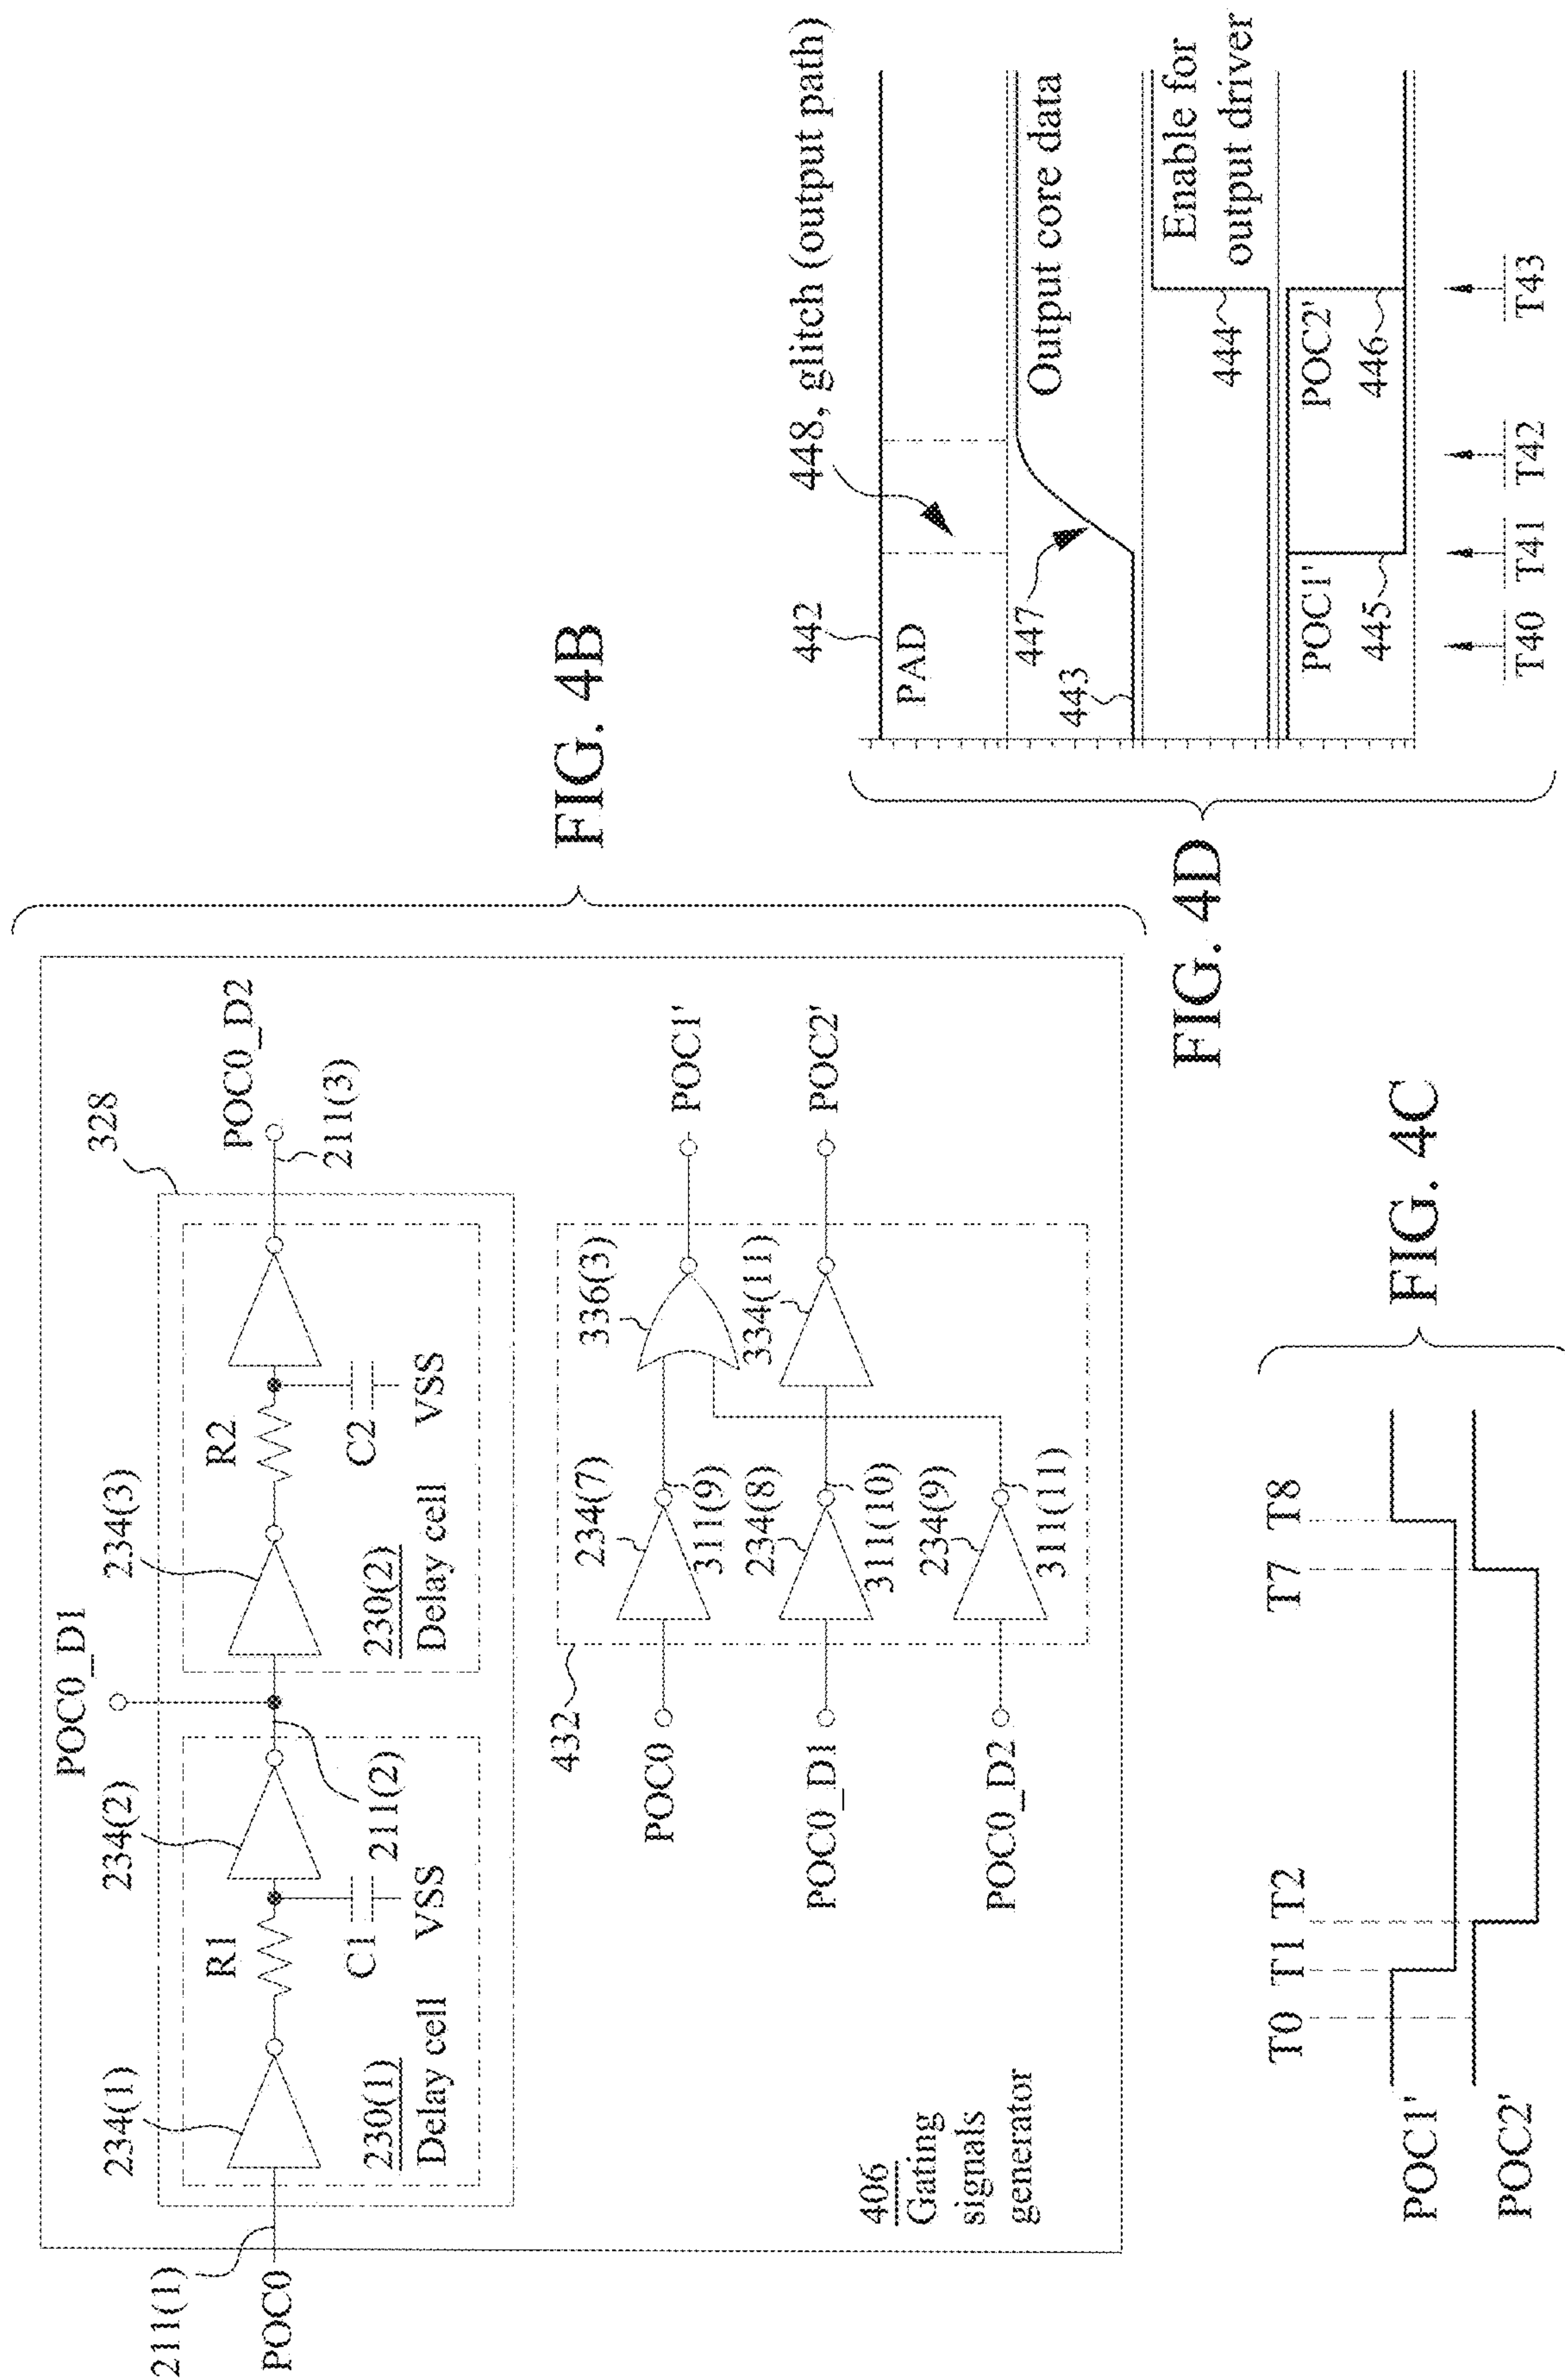 POC0
211(1)
234(1)
R1
C1
VSS
230(1)
Delay cell
234(2)
211(2)
POC0_D1
234(3)
R2
C2
VSS
230(2)
Delay cell
328
POC0_D2
211(3)
432
POC0
234(7)
311(9)
336(3)
POC1'
POC0_D1
234(8)
311(10)
334(11)
POC2'
POC0_D2
234(9)
311(11)
406
Gating
signals
generator
FIG. 4B
T0 T1 T2 T7 T8
POC1'
POC2'
FIG. 4C
442
448, glitch (output path)
PAD
447
443
Output core data
444
Enable for
output driver
POC1'
445
POC2'
446
T40 T41 T42 T43
FIG. 4D